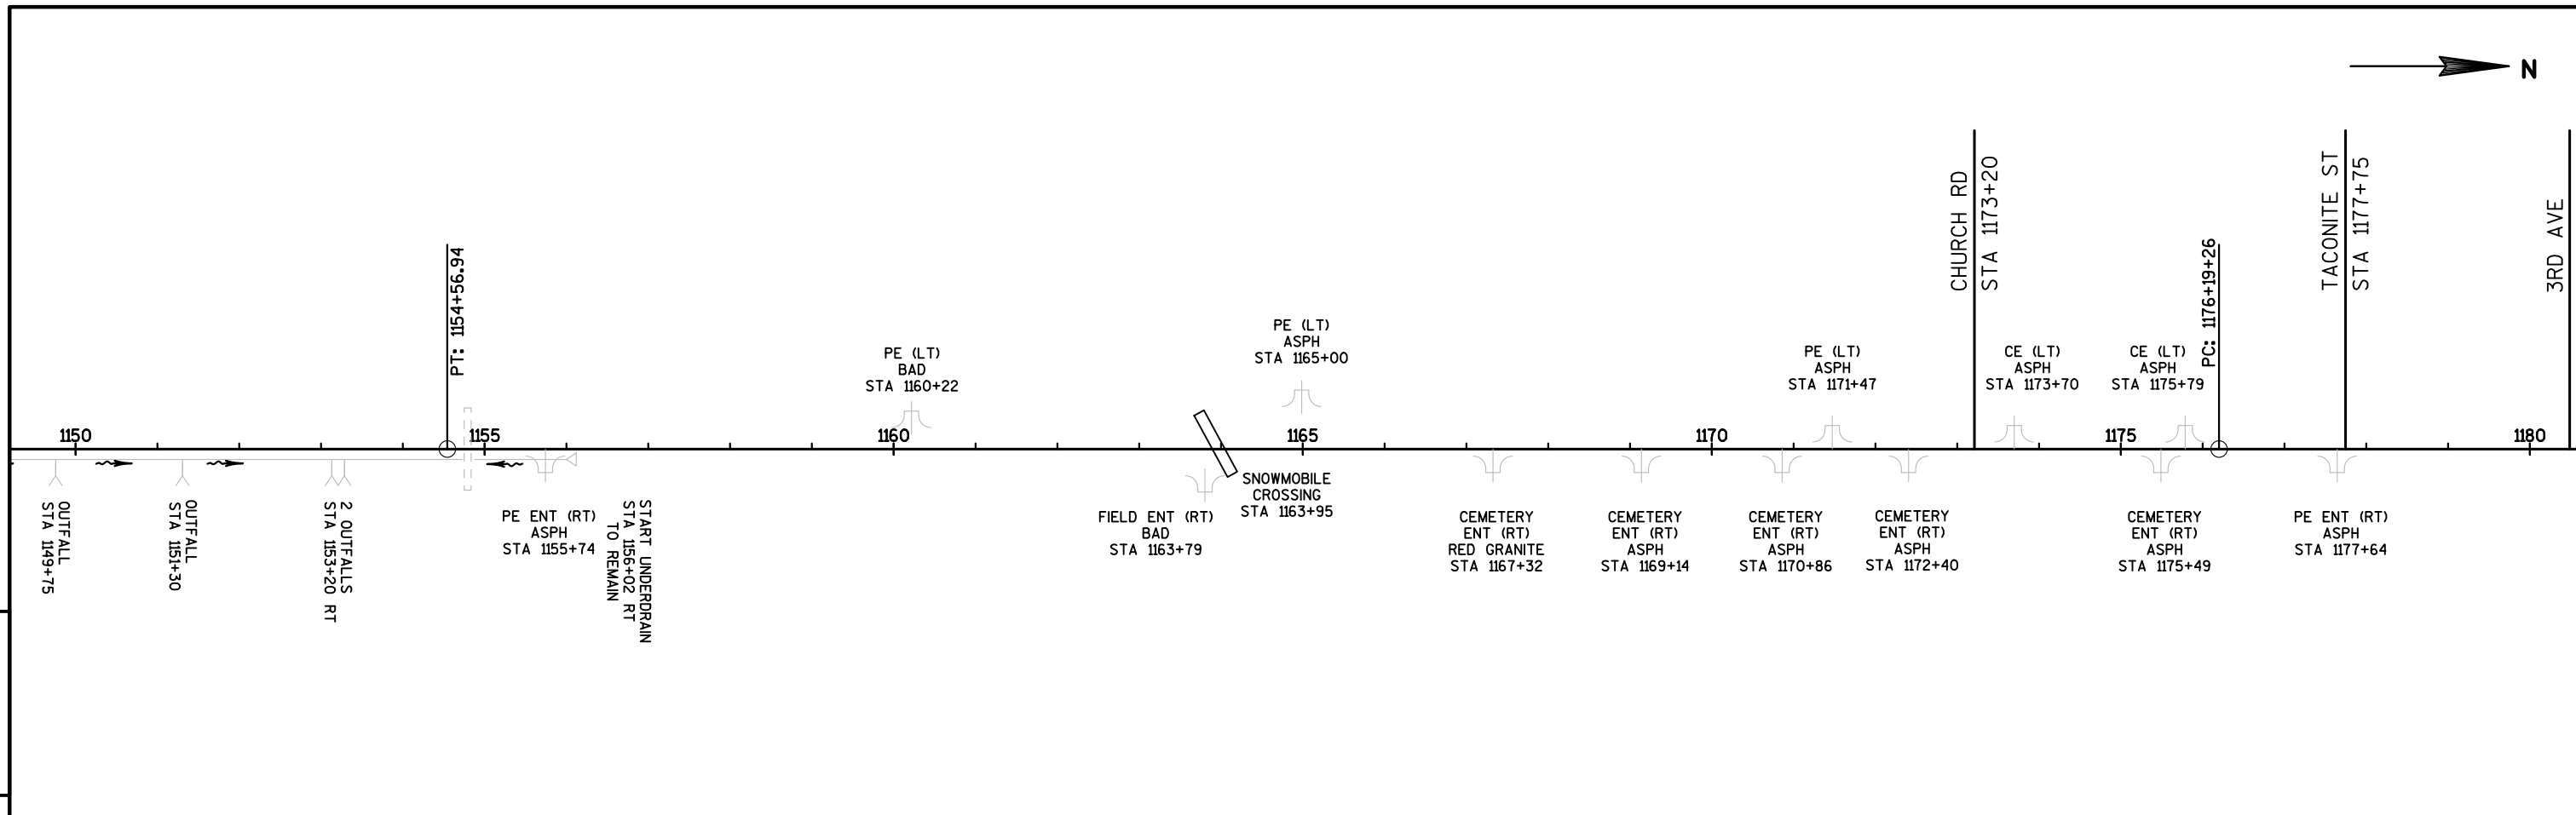 N
CHURCH RD
STA 1173+20
TACONITE ST
STA 1177+75
3RD AVE
PT: 1154+56.94
PC: 1176+19+26
PE (LT)
BAD
STA 1160+22
PE (LT)
ASPH
STA 1165+00
PE (LT)
ASPH
STA 1171+47
CE (LT)
ASPH
STA 1173+70
CE (LT)
ASPH
STA 1175+79
1150
1155
1160
1165
1170
1175
1180
OUTFALL
STA 1149+75
OUTFALL
STA 1151+30
2 OUTFALLS
STA 1153+20 RT
PE ENT (RT)
ASPH
STA 1155+74
START UNDERDRAIN
STA 1156+02 RT
TO REMAIN
FIELD ENT (RT)
BAD
STA 1163+79
SNOWMOBILE
CROSSING
STA 1163+95
CEMETERY
ENT (RT)
RED GRANITE
STA 1167+32
CEMETERY
ENT (RT)
ASPH
STA 1169+14
CEMETERY
ENT (RT)
ASPH
STA 1170+86
CEMETERY
ENT (RT)
ASPH
STA 1172+40
CEMETERY
ENT (RT)
ASPH
STA 1175+49
PE ENT (RT)
ASPH
STA 1177+64